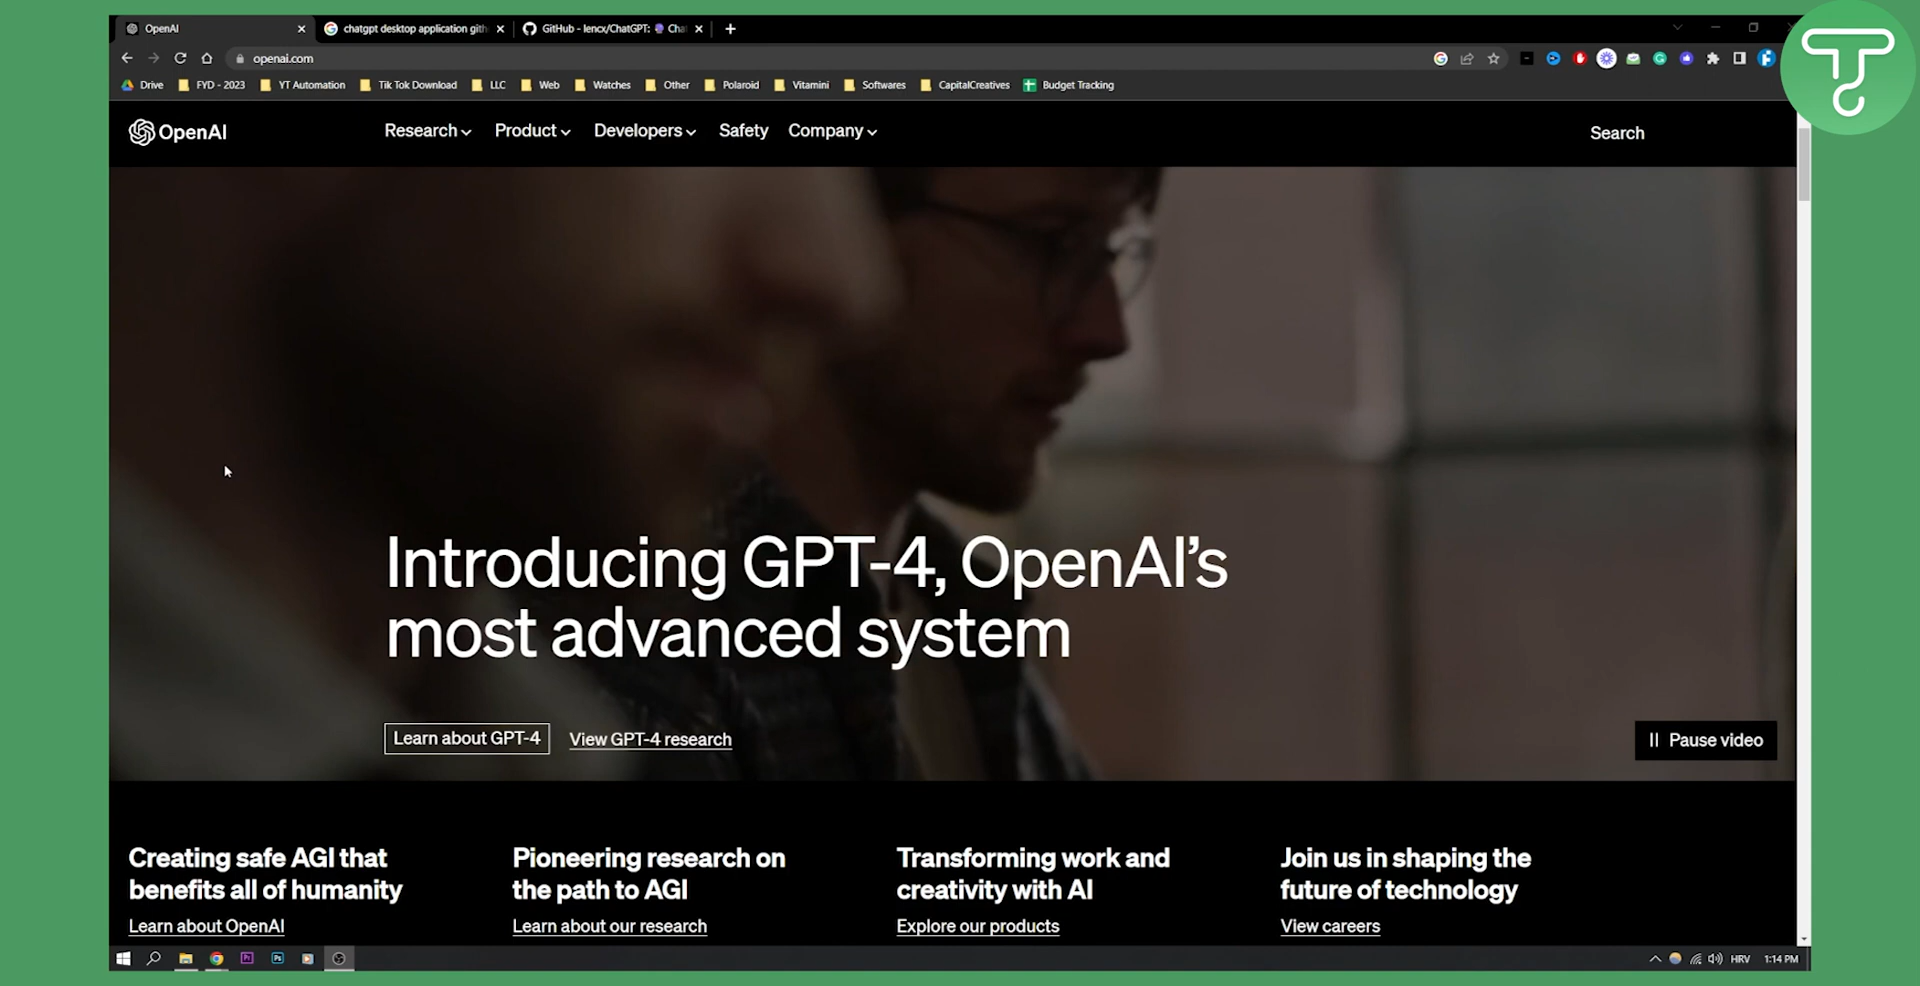 OpenAI
chatgpt desktop application gith
GitHub - lencx/ChatGPT: Cha
openai.com
Drive
FYD - 2023
YT Automation
Tik Tok Download
LLC
Web
Watches
Other
Polaroid
Vitamini
Softwares
CapitalCreatives
Budget Tracking
OpenAI
Research
Product
Developers
Safety
Company
Search
Introducing GPT-4, OpenAI’s
most advanced system
Learn about GPT-4
View GPT-4 research
Pause video
Creating safe AGI that
benefits all of humanity
Learn about OpenAI
Pioneering research on
the path to AGI
Learn about our research
Transforming work and
creativity with AI
Explore our products
Join us in shaping the
future of technology
View careers
Pr
Ps
HRV
1:14 PM